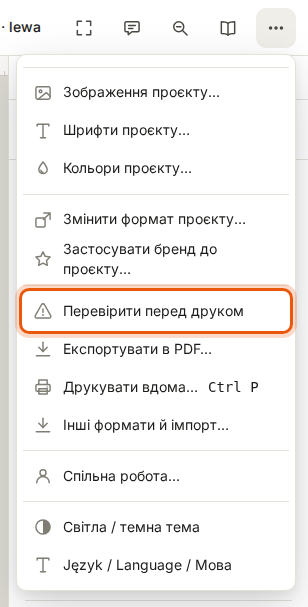 · lewa
Зображення проєкту...
Шрифти проєкту...
Кольори проєкту...
Змінити формат проєкту...
Застосувати бренд до
проєкту...
Перевірити перед друком
Експортувати в PDF...
Друкувати вдома... Ctrl P
Інші формати й імпорт...
Спільна робота...
Світла / темна тема
Język / Language / Мова